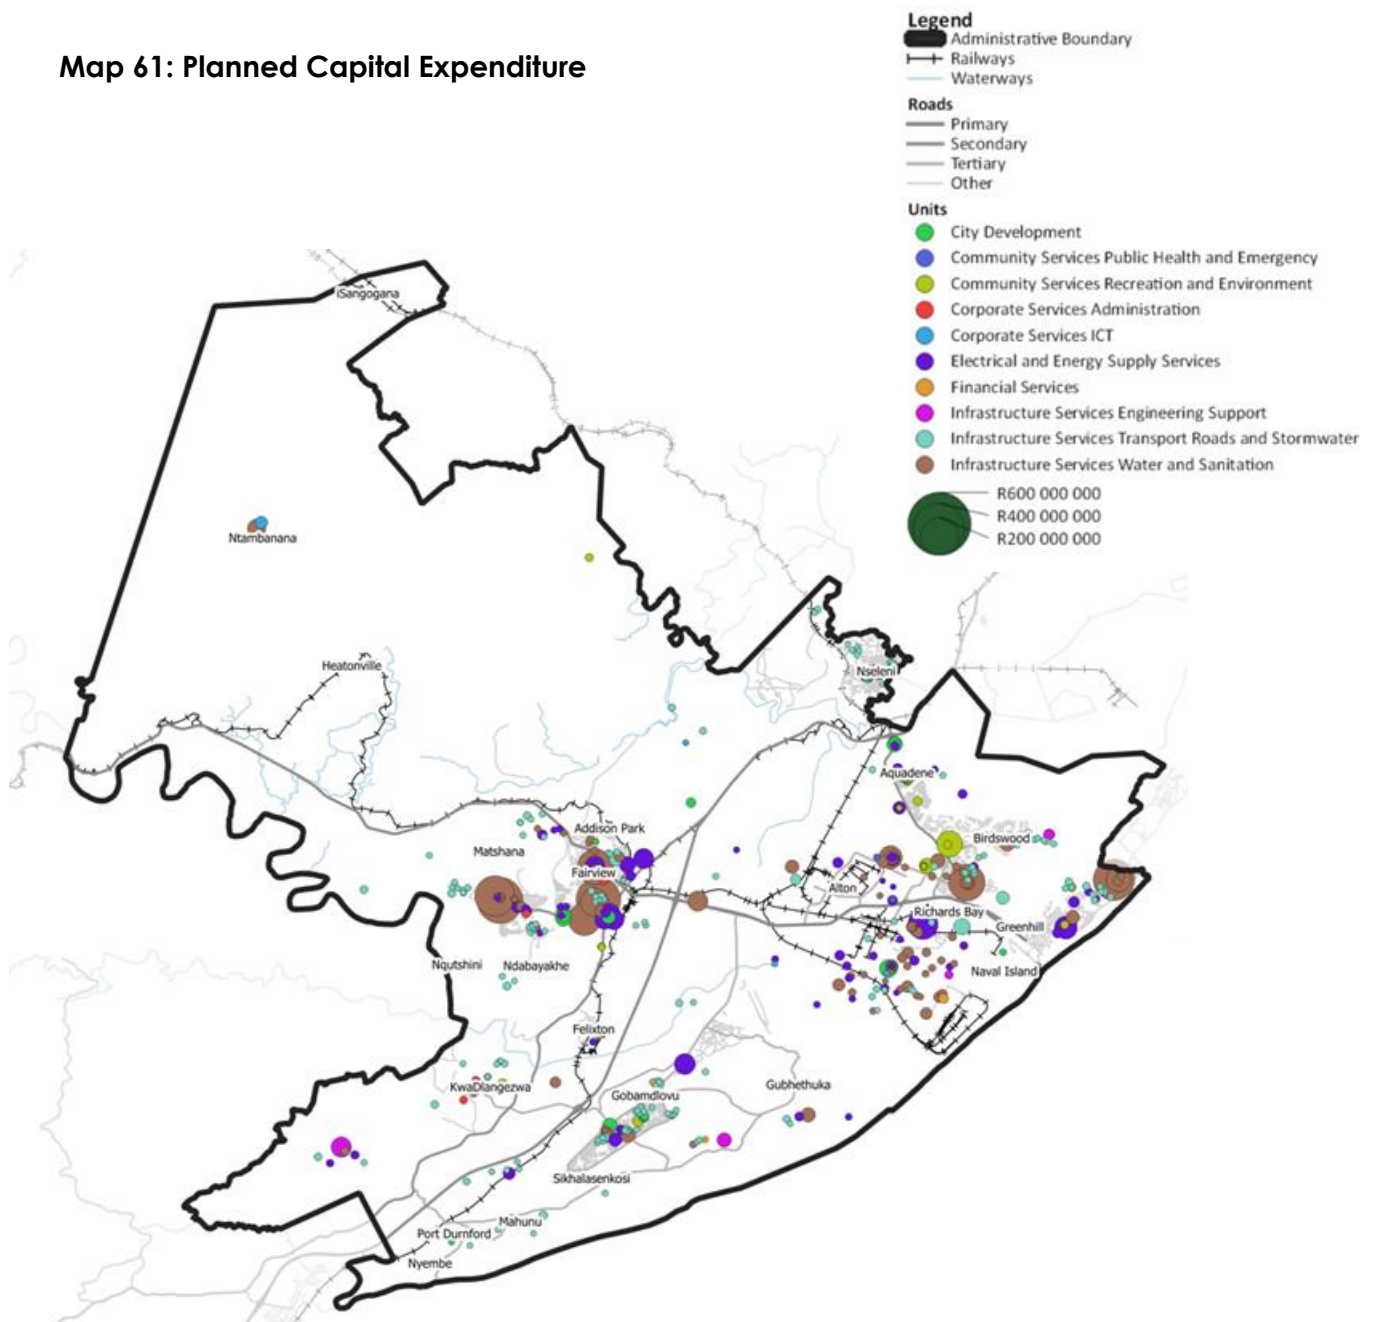 Map 61: Planned Capital Expenditure
Legend
Administrative Boundary
Railways
Waterways
Roads
Primary
Secondary
Tertiary
Other
Units
City Development
Community Services Public Health and Emergency
Community Services Recreation and Environment
Corporate Services Administration
Corporate Services ICT
Electrical and Energy Supply Services
Financial Services
Infrastructure Services Engineering Support
Infrastructure Services Transport Roads and Stormwater
Infrastructure Services Water and Sanitation
R600 000 000
R400 000 000
R200 000 000
iSangogana
Ntambanana
Heatonville
Nseleni
Aquadene
Addison Park
Birdswood
Matshana
Fairview
Alton
Richards Bay
Greenhill
Nqutshini
Ndabayakhe
Naval Island
Felixton
KwaDlangezwa
Gobamdlovu
Gubhethuka
Sikhalasenkosi
Mahunu
Port Durnford
Nyembe